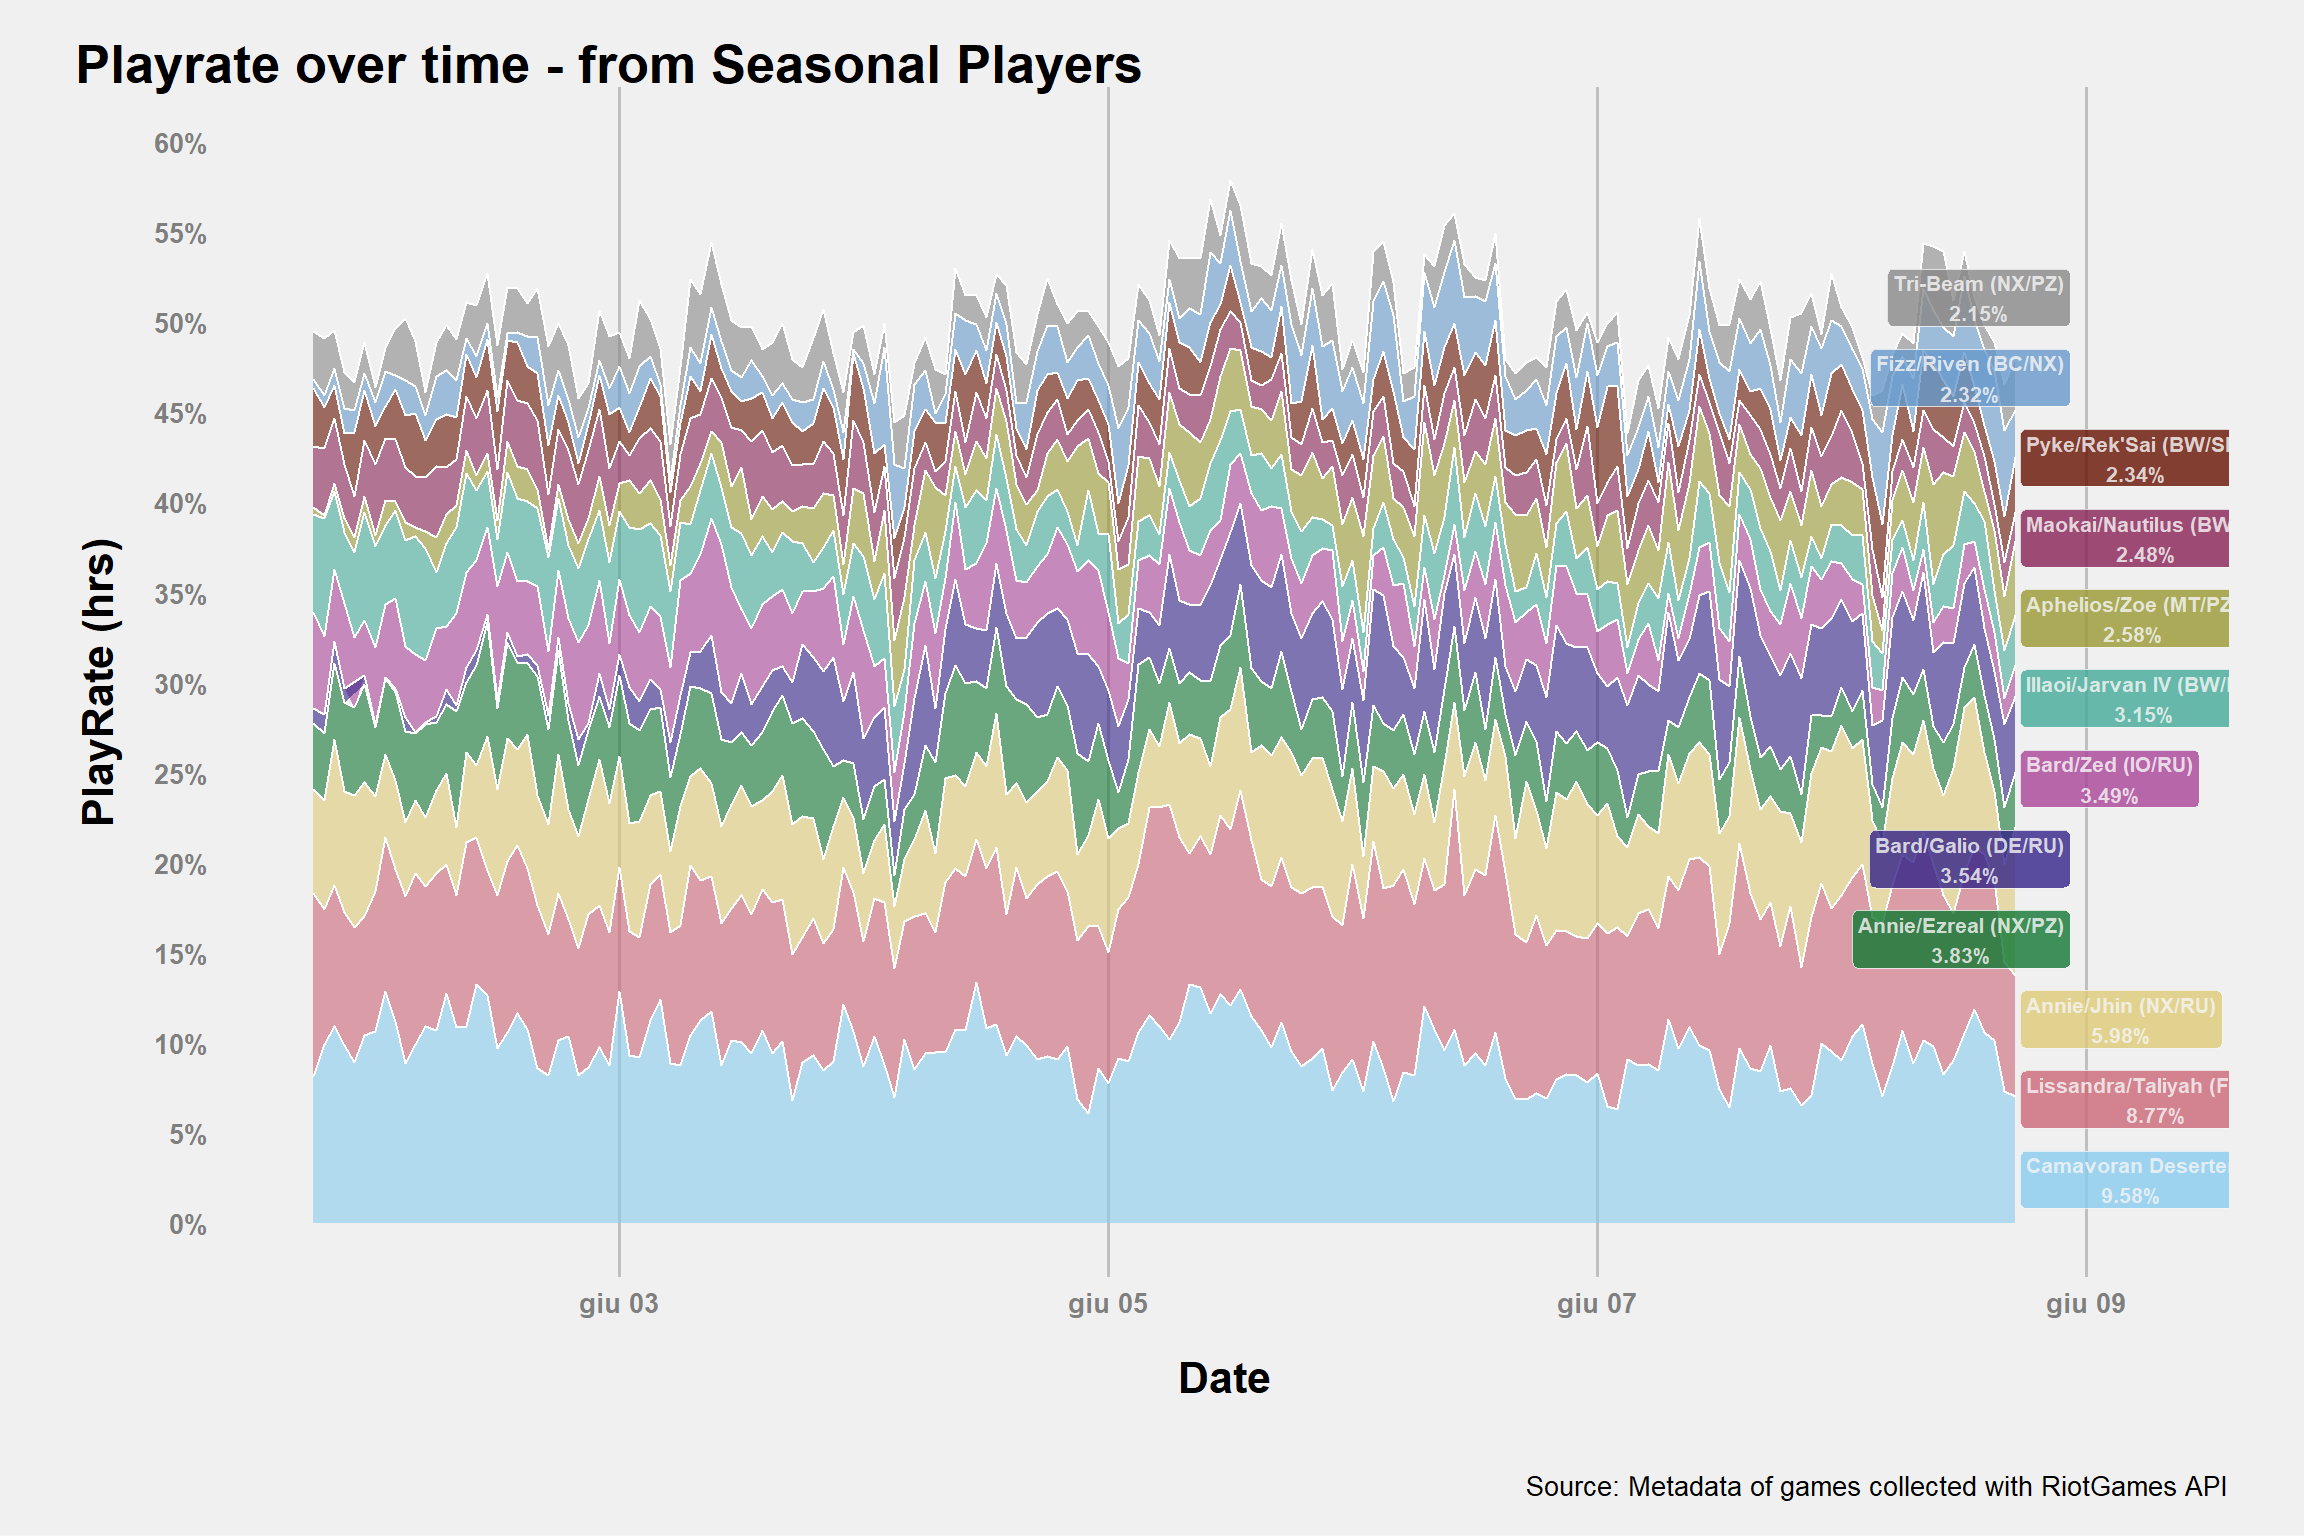 Playrate over time - from Seasonal Players
PlayRate (hrs)
60%
55%
50%
45%
40%
35%
30%
25%
20%
15%
10%
5%
0%
Tri-Beam (NX/PZ)
2.15%
Fizz/Riven (BC/NX)
2.32%
Pyke/Rek'Sai (BW/S
2.34%
Maokai/Nautilus (BW
2.48%
Aphelios/Zoe (MT/PZ
2.58%
Illaoi/Jarvan IV (BW/
3.15%
Bard/Zed (IO/RU)
3.49%
Bard/Galio (DE/RU)
3.54%
Annie/Ezreal (NX/PZ)
3.83%
Annie/Jhin (NX/RU)
5.98%
Lissandra/Taliyah (F
8.77%
Camavoran Deserte
9.58%
giu 03
giu 05
giu 07
giu 09
Date
Source: Metadata of games collected with RiotGames API